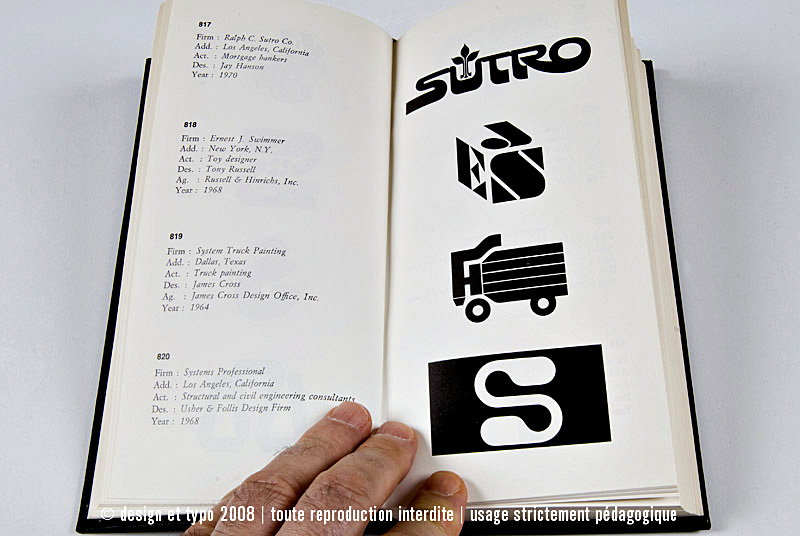 817
Firm : Ralph C. Sutro Co.
Add. : Los Angeles, California
Act. : Mortgage bankers
Des. : Jay Hanson
Year : 1970
818
Firm : Ernest J. Swimmer
Add. : New York, N.Y.
Act. : Toy designer
Des. : Tony Russell
Ag. : Russell & Hinrichs, Inc.
Year : 1968
819
Firm : System Truck Painting
Add. : Dallas, Texas
Act. : Truck painting
Des. : James Cross
Ag. : James Cross Design Office, Inc.
Year : 1964
820
Firm : Systems Professional
Add. : Los Angeles, California
Act. : Structural and civil engineering consultants
Des. : Usher & Follis Design Firm
Year : 1968
SUTRO
EJS
S
© design et typo 2008 | toute reproduction interdite | usage strictement pédagogique